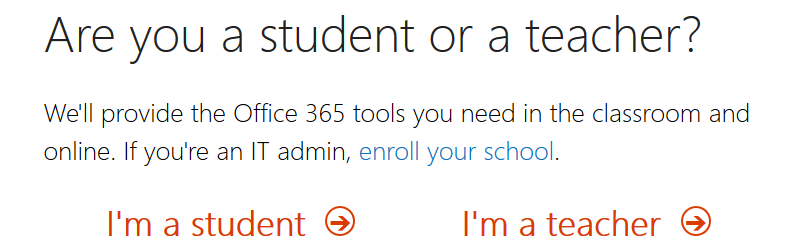 Are you a student or a teacher?
We'll provide the Office 365 tools you need in the classroom and
online. If you're an IT admin, enroll your school.
I'm a student I'm a teacher